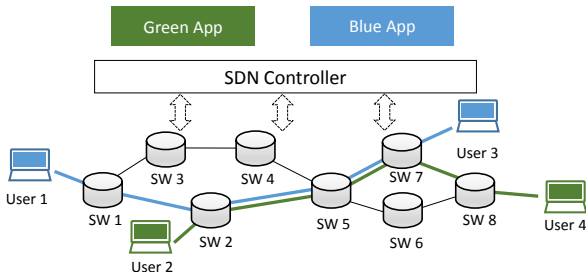 Green App
Blue App
SDN Controller
User 3
SW 3
SW 4
SW 7
User 1
SW 1
SW 2
SW 5
SW 6
SW 8
User 4
User 2